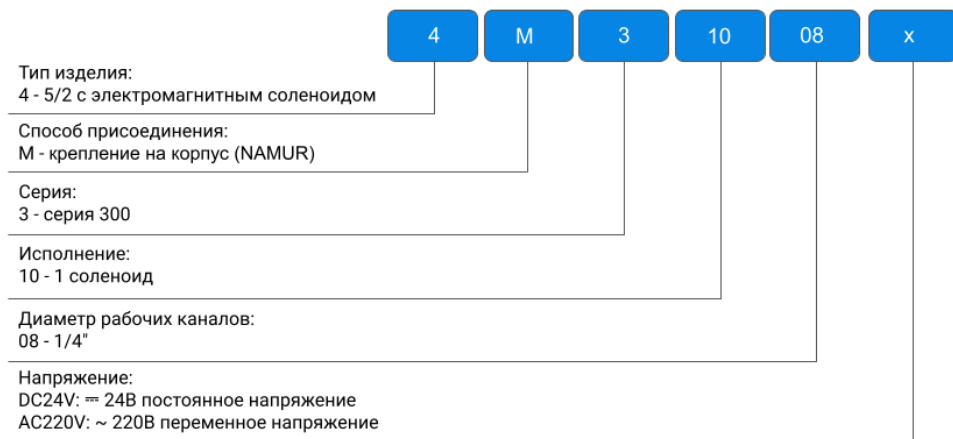 4 M 3 10 08 x
Тип изделия:
4 - 5/2 с электромагнитным соленоидом
Способ присоединения:
М - крепление на корпус (NAMUR)
Серия:
3 - серия 300
Исполнение:
10 - 1 соленоид
Диаметр рабочих каналов:
08 - 1/4"
Напряжение:
DC24V: ⎓ 24В постоянное напряжение
AC220V: ~ 220В переменное напряжение